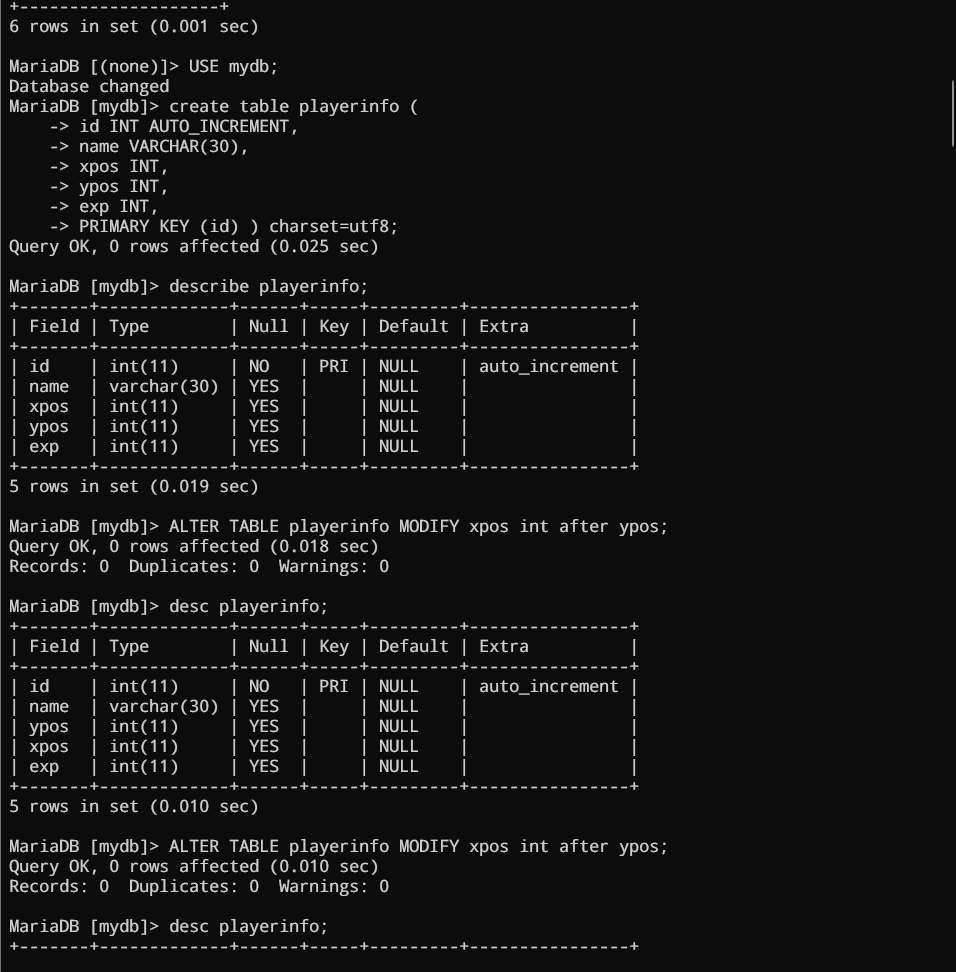 +--------------------+
6 rows in set (0.001 sec)
MariaDB [(none)]> USE mydb;
Database changed
MariaDB [mydb]> create table playerinfo (
    -> id INT AUTO_INCREMENT,
    -> name VARCHAR(30),
    -> xpos INT,
    -> ypos INT,
    -> exp INT,
    -> PRIMARY KEY (id) ) charset=utf8;
Query OK, 0 rows affected (0.025 sec)
MariaDB [mydb]> describe playerinfo;
+-------+-------------+------+-----+---------+----------------+
| Field | Type        | Null | Key | Default | Extra          |
+-------+-------------+------+-----+---------+----------------+
| id    | int(11)     | NO   | PRI | NULL    | auto_increment |
| name  | varchar(30) | YES  |     | NULL    |                |
| xpos  | int(11)     | YES  |     | NULL    |                |
| ypos  | int(11)     | YES  |     | NULL    |                |
| exp   | int(11)     | YES  |     | NULL    |                |
+-------+-------------+------+-----+---------+----------------+
5 rows in set (0.019 sec)
MariaDB [mydb]> ALTER TABLE playerinfo MODIFY xpos int after ypos;
Query OK, 0 rows affected (0.018 sec)
Records: 0  Duplicates: 0  Warnings: 0
MariaDB [mydb]> desc playerinfo;
+-------+-------------+------+-----+---------+----------------+
| Field | Type        | Null | Key | Default | Extra          |
+-------+-------------+------+-----+---------+----------------+
| id    | int(11)     | NO   | PRI | NULL    | auto_increment |
| name  | varchar(30) | YES  |     | NULL    |                |
| ypos  | int(11)     | YES  |     | NULL    |                |
| xpos  | int(11)     | YES  |     | NULL    |                |
| exp   | int(11)     | YES  |     | NULL    |                |
+-------+-------------+------+-----+---------+----------------+
5 rows in set (0.010 sec)
MariaDB [mydb]> ALTER TABLE playerinfo MODIFY xpos int after ypos;
Query OK, 0 rows affected (0.010 sec)
Records: 0  Duplicates: 0  Warnings: 0
MariaDB [mydb]> desc playerinfo;
+-------+-------------+------+-----+---------+----------------+